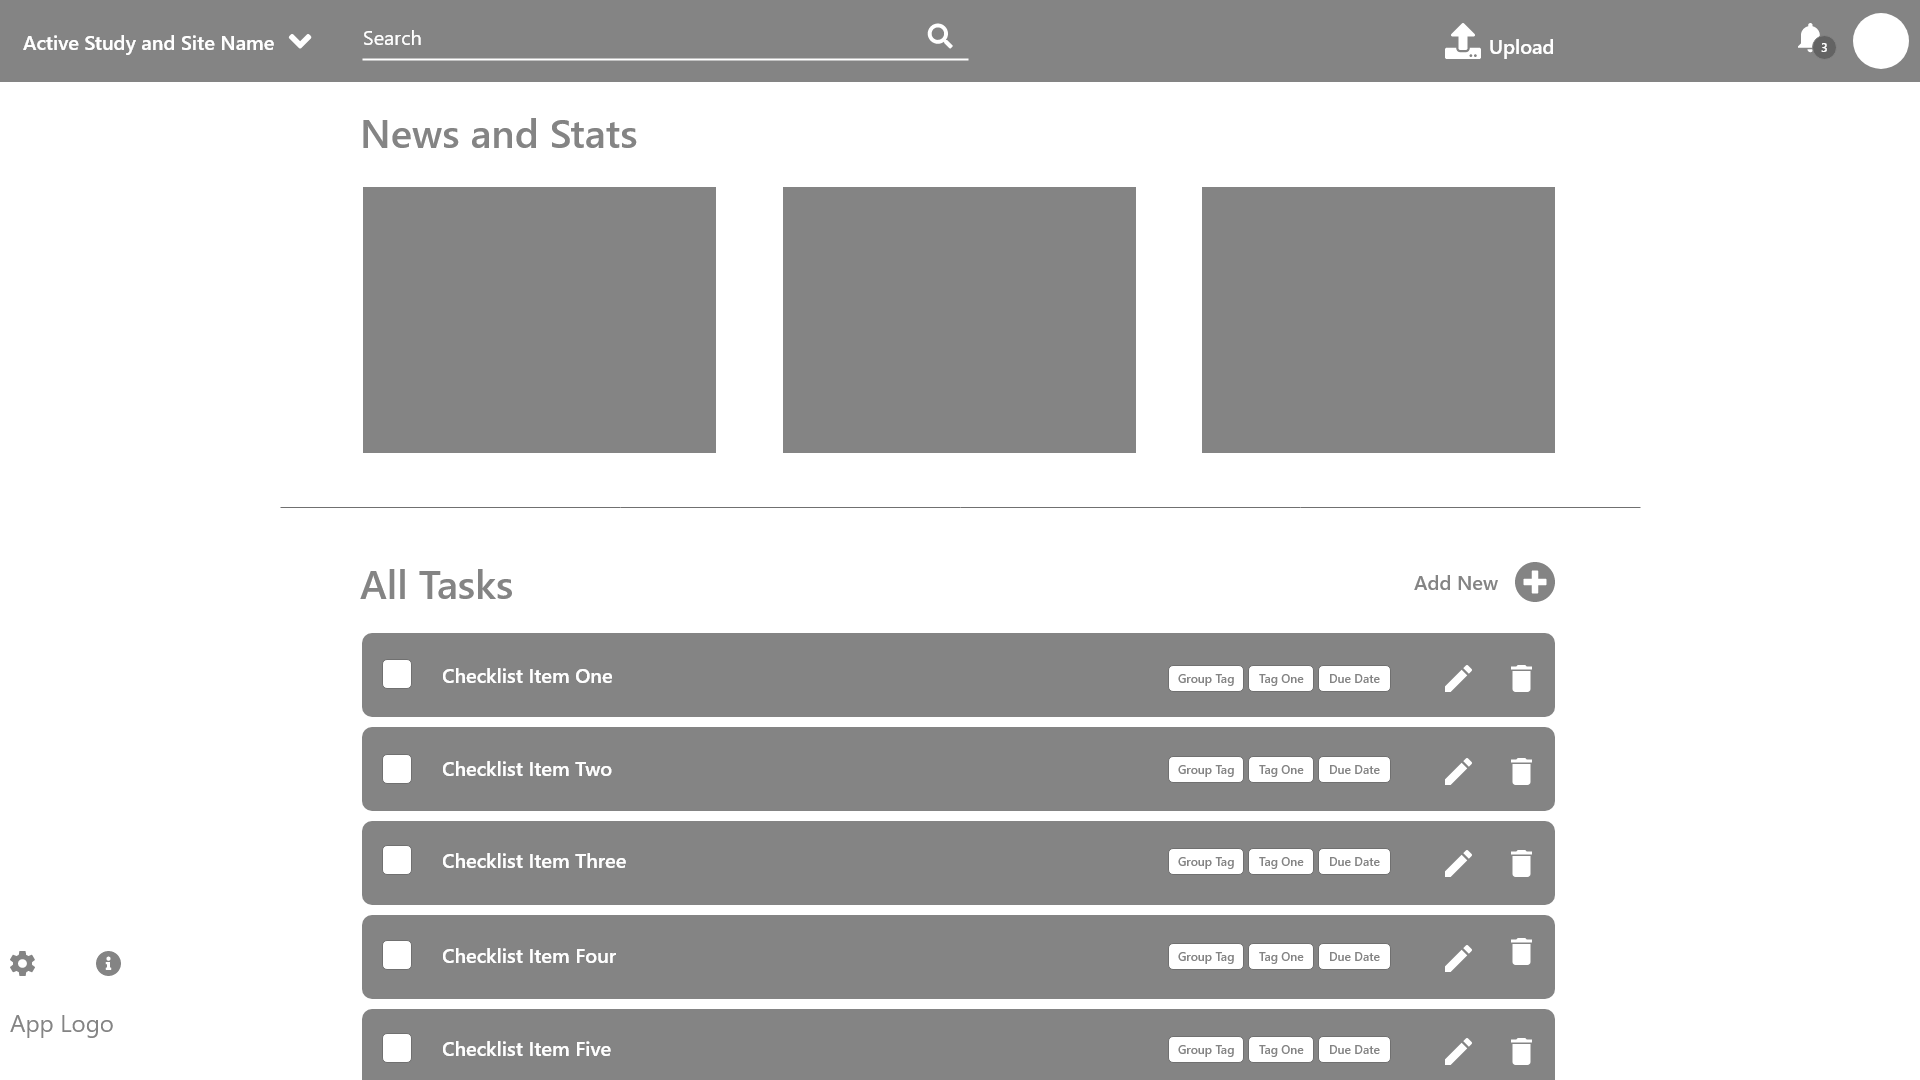 Active Study and Site Name
Search
Upload
3
News and Stats
All Tasks
Add New
Checklist Item One
Group Tag
Tag One
Due Date
Checklist Item Two
Group Tag
Tag One
Due Date
Checklist Item Three
Group Tag
Tag One
Due Date
Checklist Item Four
Group Tag
Tag One
Due Date
App Logo
Checklist Item Five
Group Tag
Tag One
Due Date